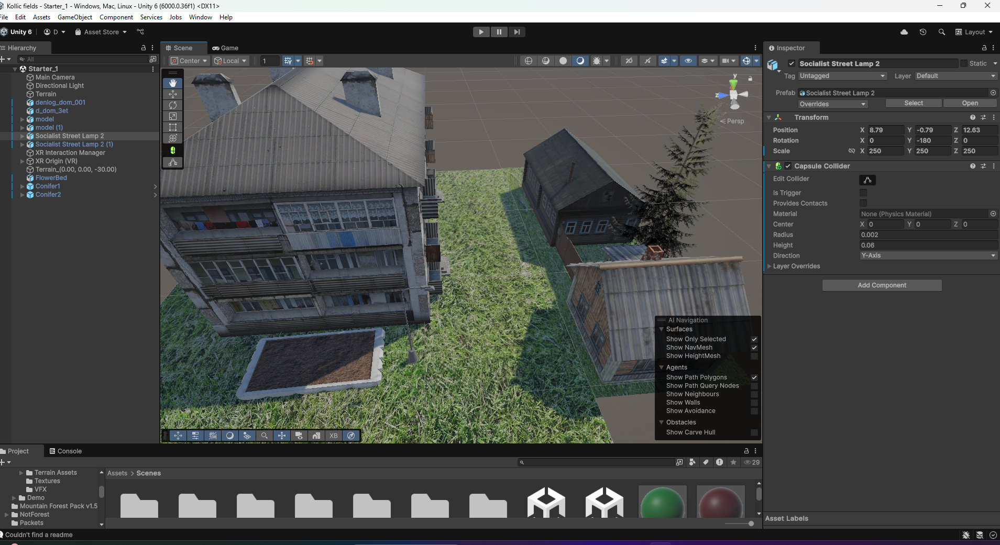 Kollic fields - Starter_1 - Windows, Mac, Linux - Unity 6 (6000.0.36f1) <DX11>
File Edit Assets GameObject Component Services Jobs Window Help
Unity 6 D Asset Store Layout
Hierarchy
All
Starter_1
Main Camera
Directional Light
Terrain
denlog_dom_001
d_dom_3et
model
model (1)
Socialist Street Lamp 2
Socialist Street Lamp 2 (1)
XR Interaction Manager
XR Origin (VR)
Terrain_(0.00, 0.00, -30.00)
FlowerBed
Conifer1
Conifer2
Scene Game
Center Local 1 2D
y
z
Persp
AI Navigation
Surfaces
Show Only Selected
Show NavMesh
Show HeightMesh
Agents
Show Path Polygons
Show Path Query Nodes
Show Neighbours
Show Walls
Show Avoidance
Obstacles
Show Carve Hull
XB
Inspector
Socialist Street Lamp 2 Static
Tag Untagged Layer Default
Prefab Socialist Street Lamp 2
Overrides Select Open
Transform
Position X 8.79 Y -0.79 Z 12.63
Rotation X 0 Y -180 Z 0
Scale X 250 Y 250 Z 250
Capsule Collider
Edit Collider
Is Trigger
Provides Contacts
Material None (Physics Material)
Center X 0 Y 0 Z 0
Radius 0.002
Height 0.06
Direction Y-Axis
Layer Overrides
Add Component
Asset Labels
Project Console
29
Terrain Assets
Textures
VFX
Demo
Mountain Forest Pack v1.5
NotForest
Packets
Assets > Scenes
Couldn't find a readme